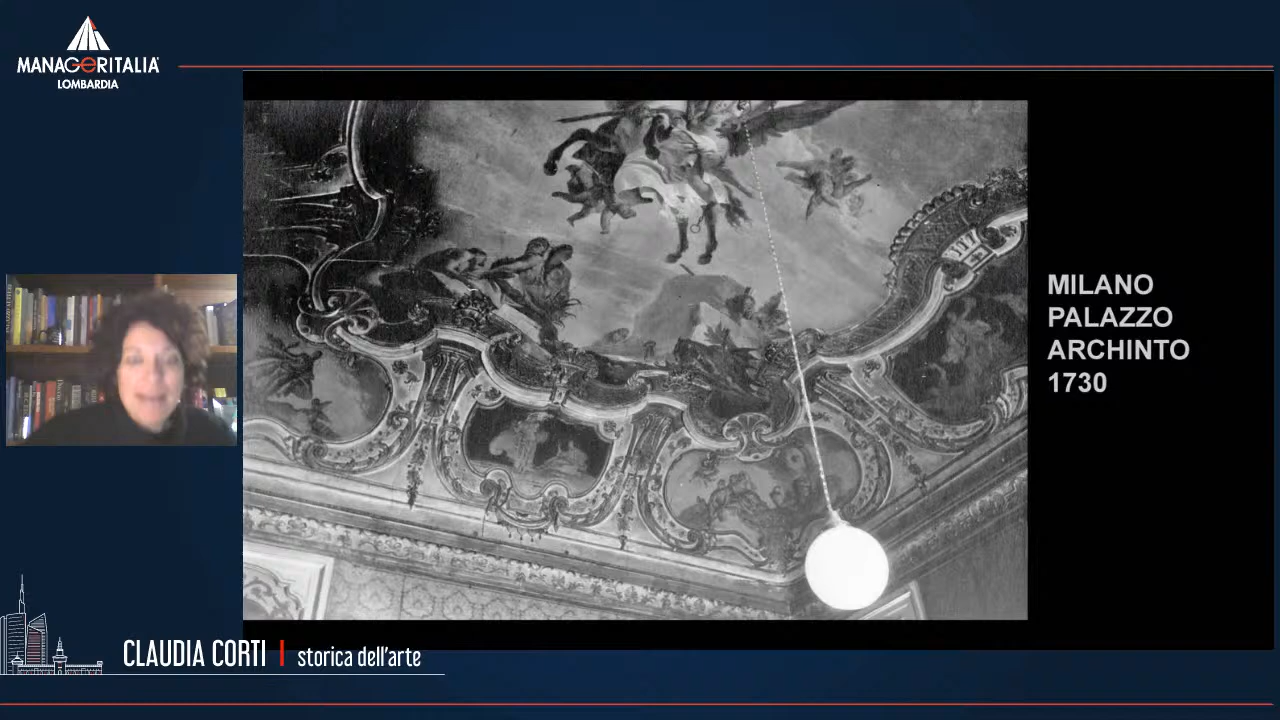 MANAGERITALIA
LOMBARDIA
MILANO
PALAZZO
ARCHINTO
1730
CLAUDIA CORTI | storica dell'arte